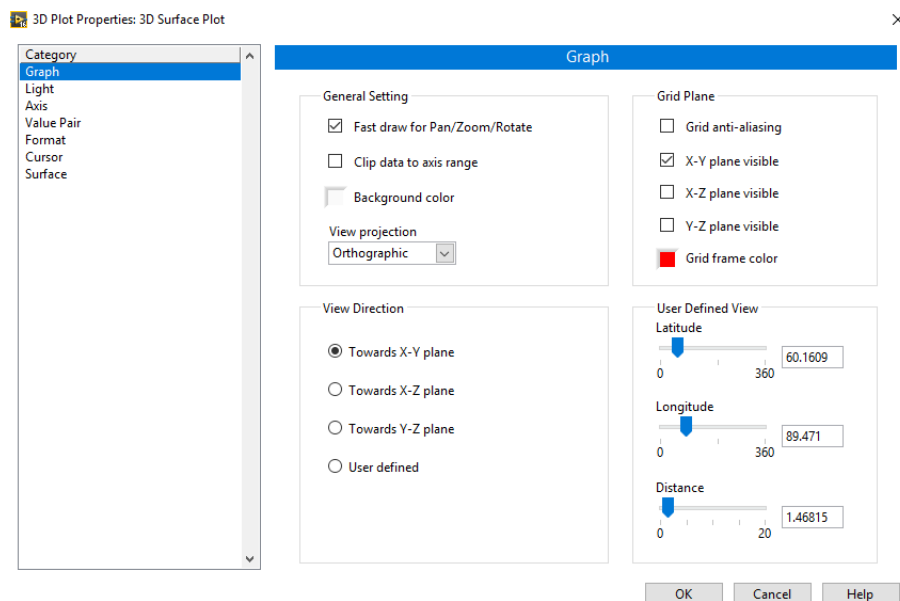 3D Plot Properties: 3D Surface Plot
Category
Graph
Light
Axis
Value Pair
Format
Cursor
Surface
Graph
General Setting
Fast draw for Pan/Zoom/Rotate
Clip data to axis range
Background color
View projection
Orthographic
Grid Plane
Grid anti-aliasing
X-Y plane visible
X-Z plane visible
Y-Z plane visible
Grid frame color
View Direction
Towards X-Y plane
Towards X-Z plane
Towards Y-Z plane
User defined
User Defined View
Latitude
60.1609
0 360
Longitude
89.471
0 360
Distance
1.46815
0 20
OK Cancel Help